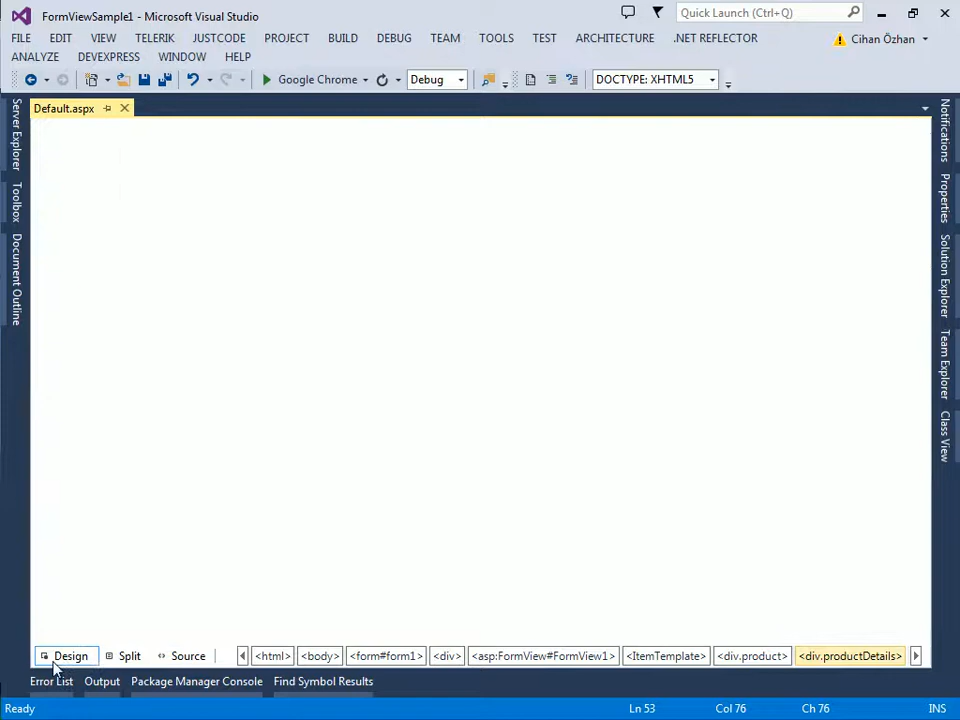 FormViewSample1 - Microsoft Visual Studio
Quick Launch (Ctrl+Q)
FILE EDIT VIEW TELERIK JUSTCODE PROJECT BUILD DEBUG TEAM TOOLS TEST ARCHITECTURE .NET REFLECTOR
Cihan Özhan
ANALYZE DEVEXPRESS WINDOW HELP
Google Chrome Debug DOCTYPE: XHTML5
Default.aspx
Server Explorer
Toolbox
Document Outline
Notifications
Properties
Solution Explorer
Team Explorer
Class View
Design Split Source <html> <body> <form#form1> <div> <asp:FormView#FormView1> <ItemTemplate> <div.product> <div.productDetails>
Error List Output Package Manager Console Find Symbol Results
Ready Ln 53 Col 76 Ch 76 INS